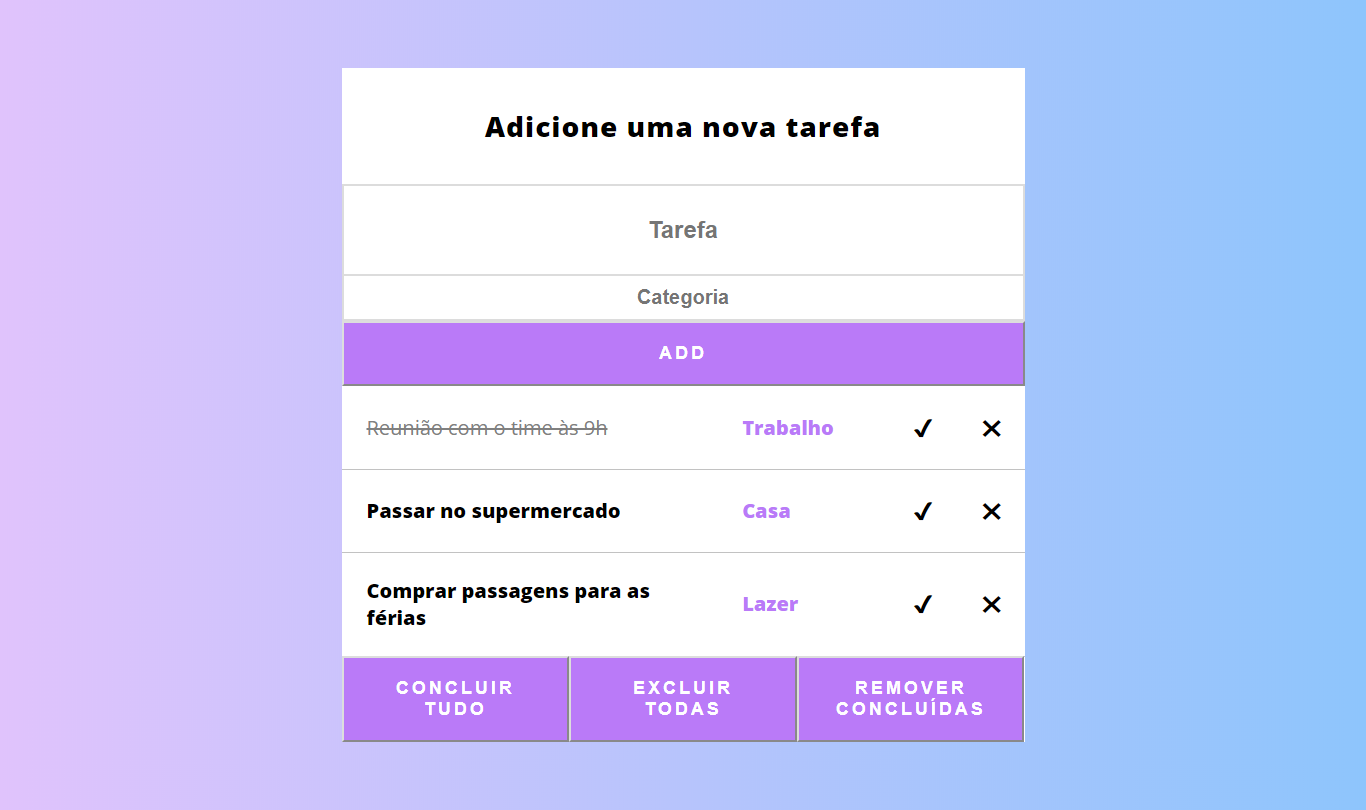 Adicione uma nova tarefa
Tarefa
Categoria
ADD
Reunião com o time às 9h Trabalho ✓ ✕
Passar no supermercado Casa ✓ ✕
Comprar passagens para as
férias Lazer ✓ ✕
CONCLUIR
TUDO
EXCLUIR
TODAS
REMOVER
CONCLUÍDAS